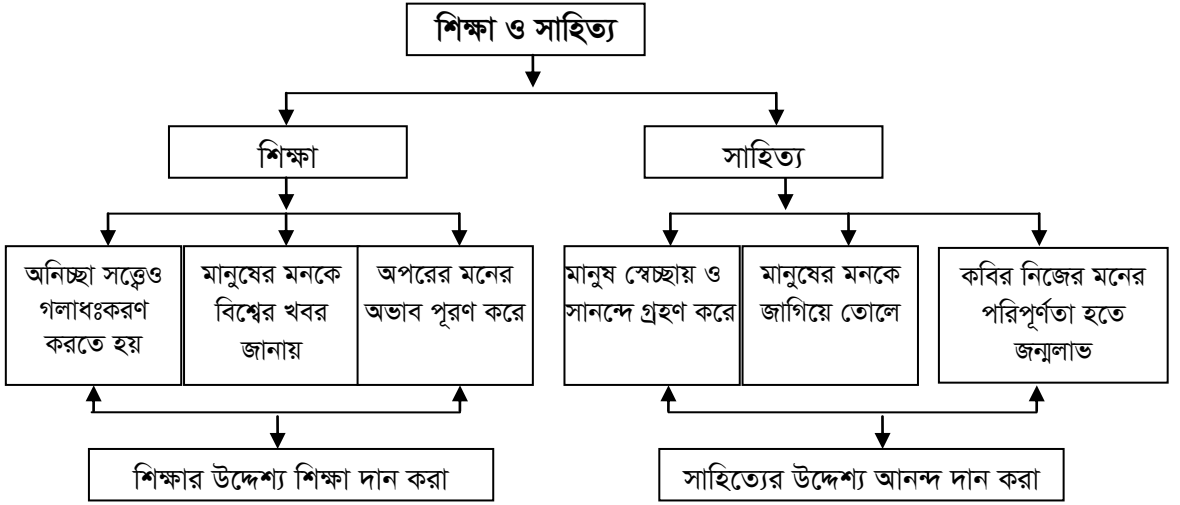 শিক্ষা ও সাহিত্য
শিক্ষা
সাহিত্য
অনিচ্ছা সত্ত্বেও
গলাধঃকরণ
করতে হয়
মানুষের মনকে
বিশ্বের খবর
জানায়
অপরের মনের
অভাব পূরণ করে
মানুষ স্বেচ্ছায় ও
সানন্দে গ্রহণ করে
মানুষের মনকে
জাগিয়ে তোলে
কবির নিজের মনের
পরিপূর্ণতা হতে
জন্মলাভ
শিক্ষার উদ্দেশ্য শিক্ষা দান করা
সাহিত্যের উদ্দেশ্য আনন্দ দান করা